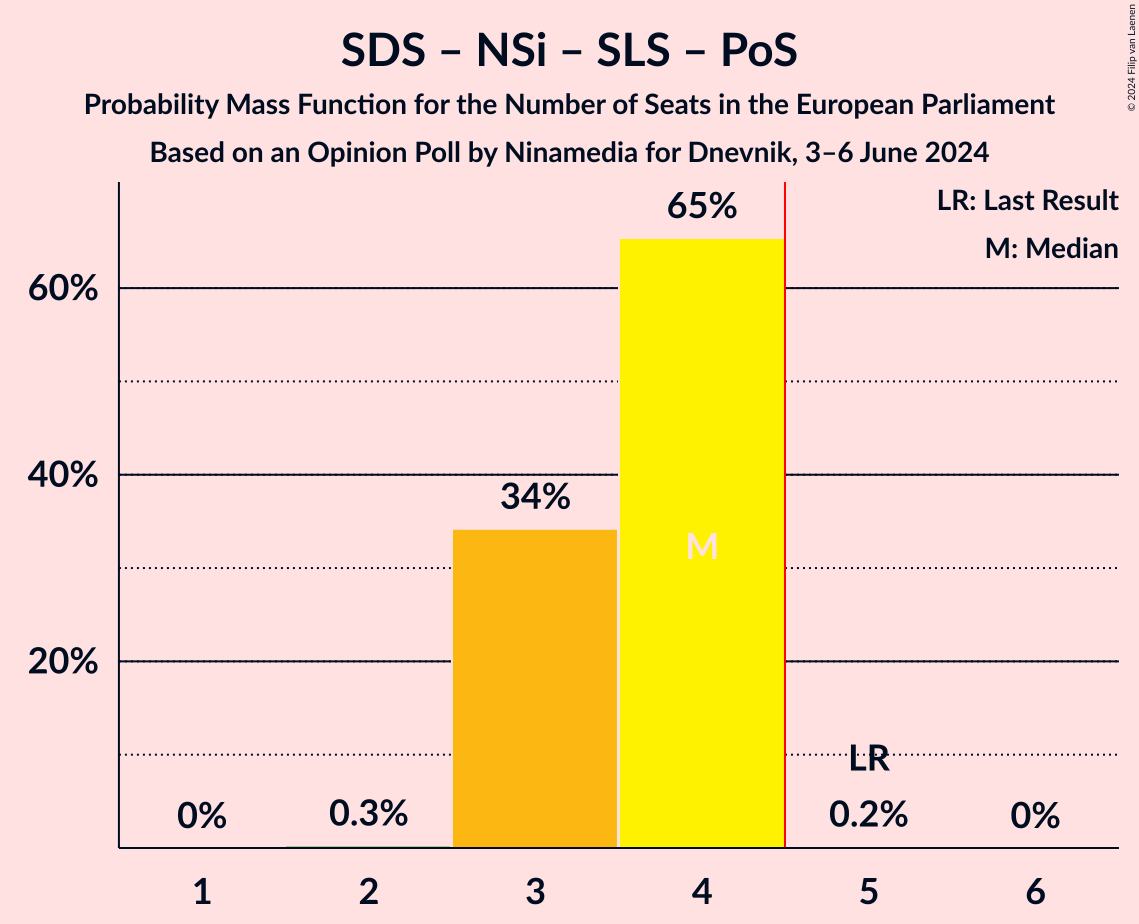 SDS – NSi – SLS – PoS
Probability Mass Function for the Number of Seats in the European Parliament
Based on an Opinion Poll by Ninamedia for Dnevnik, 3–6 June 2024
© 2024 Filip van Laenen
LR: Last Result
M: Median
65%
60%
40%
34%
M
20%
LR
0%
0.3%
0.2%
0%
1 2 3 4 5 6